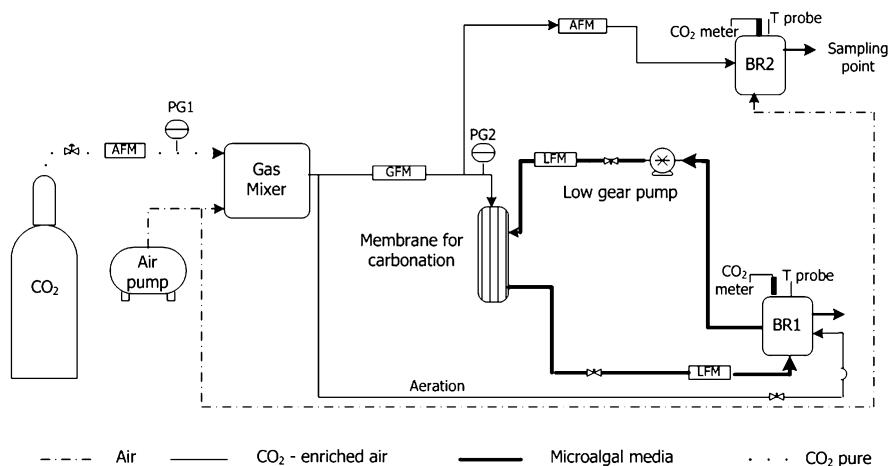 AFM
CO₂ meter
T probe
BR2
Sampling
point
PG1
AFM
Gas
Mixer
PG2
GFM
LFM
Low gear pump
Membrane for
carbonation
CO₂
Air
pump
CO₂
meter
T probe
BR1
LFM
Aeration
Air
CO₂ - enriched air
Microalgal media
CO₂ pure